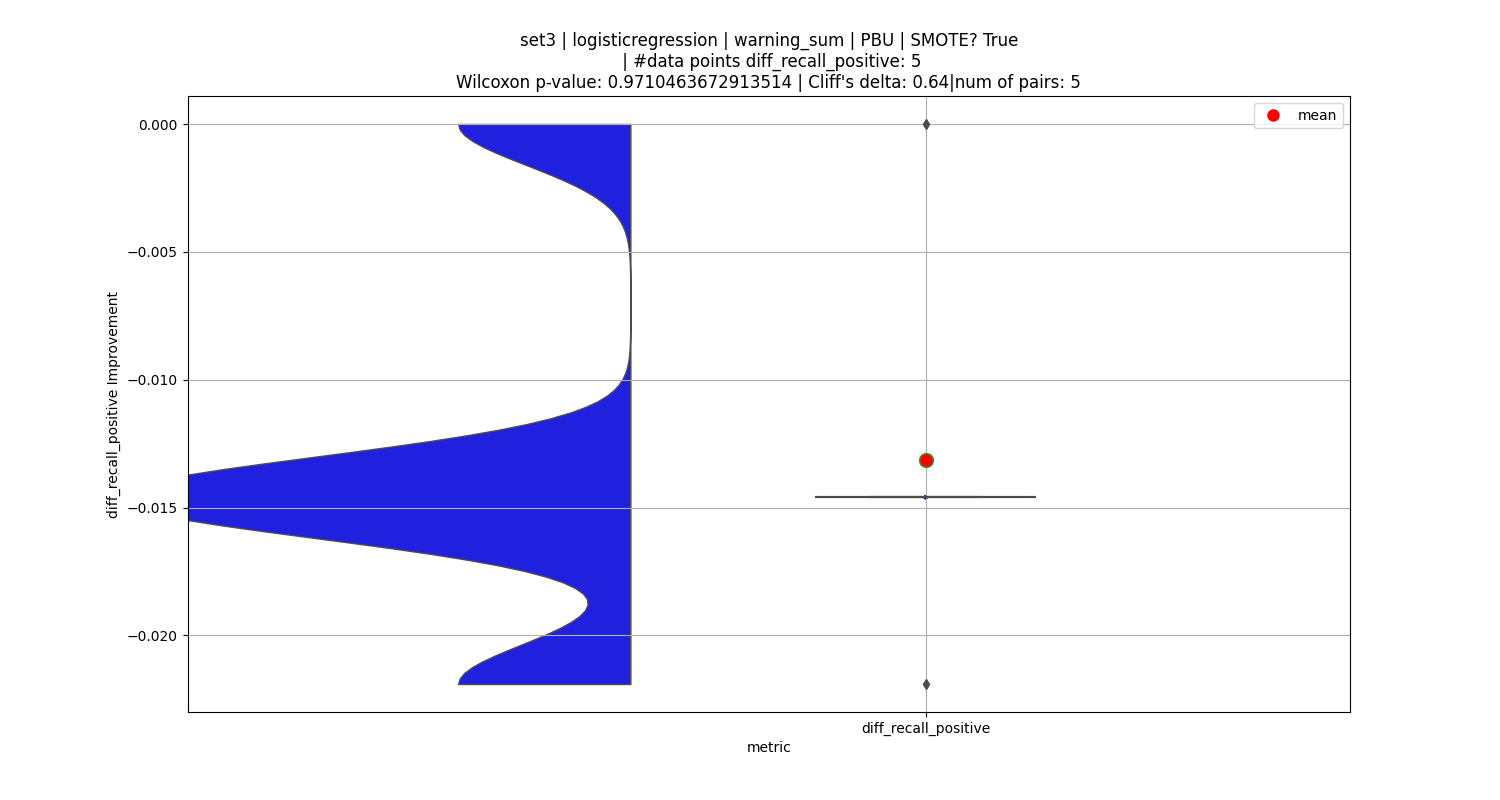 set3 | logisticregression | warning_sum | PBU | SMOTE? True
| #data points diff_recall_positive: 5
Wilcoxon p-value: 0.9710463672913514 | Cliff's delta: 0.64|num of pairs: 5
mean
0.000
−0.005
−0.010
−0.015
−0.020
diff_recall_positive Improvement
diff_recall_positive
metric